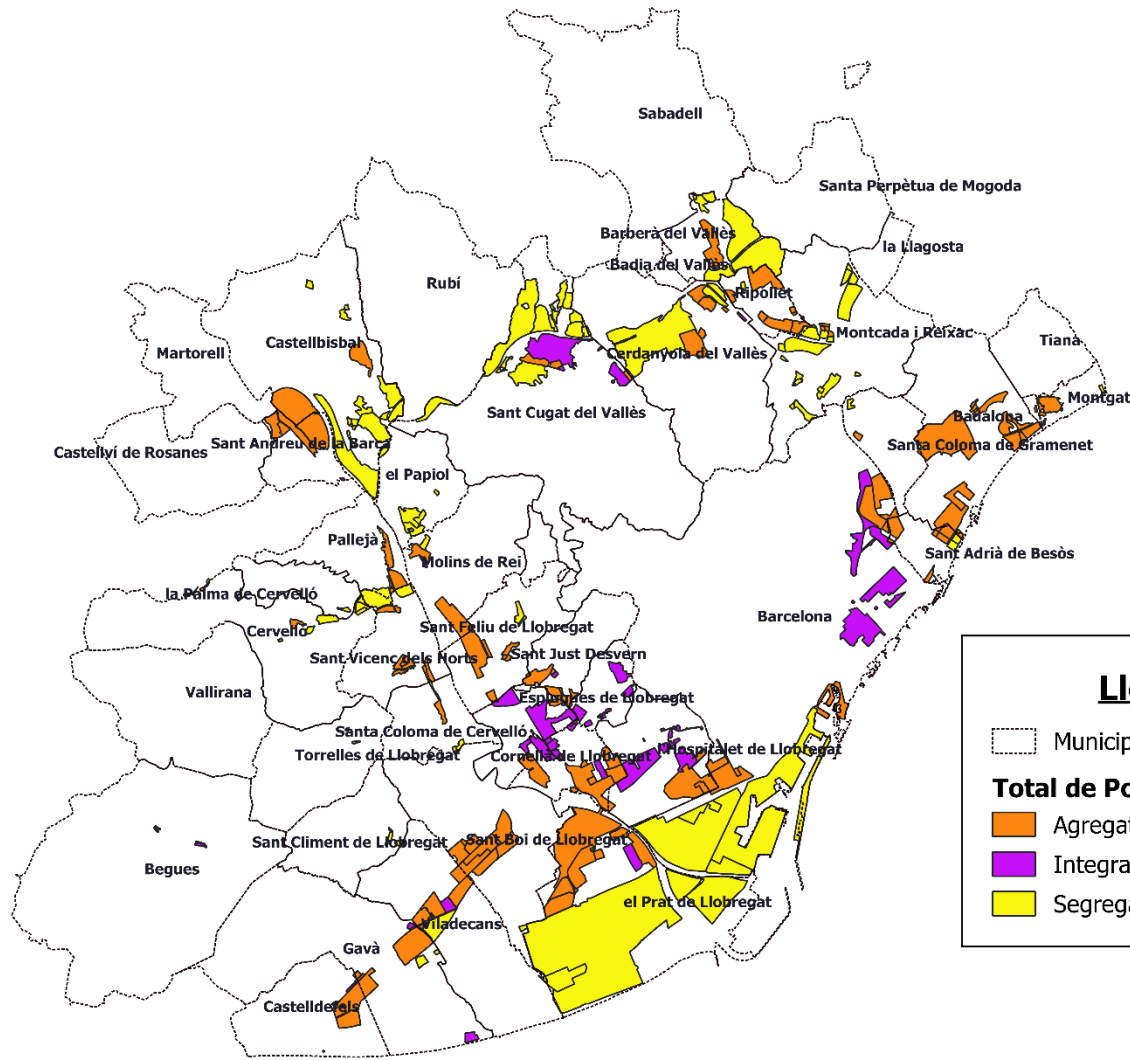 Sabadell
Santa Perpètua de Mogoda
Barberà del Vallès
la Llagosta
Badia del Vallès
Rubí
Ripollet
Montcada i Reixac
Tiana
Castellbisbal
Martorell
Cerdanyola del Vallès
Montgat
Sant Cugat del Vallès
Badalona
Sant Andreu de la Barca
Santa Coloma de Gramenet
Castellví de Rosanes
el Papiol
Pallejà
Sant Adrià de Besòs
Molins de Rei
la Palma de Cervelló
Barcelona
Sant Feliu de Llobregat
Cervelló
Sant Just Desvern
Sant Vicenç dels Horts
Vallirana
Esplugues de Llobregat
Santa Coloma de Cervelló
l'Hospitalet de Llobregat
Torrelles de Llobregat
Cornellà de Llobregat
Sant Boi de Llobregat
Sant Climent de Llobregat
Begues
el Prat de Llobregat
Viladecans
Gavà
Castelldefels
Ll
Municip
Total de Po
Agregat
Integra
Segrega